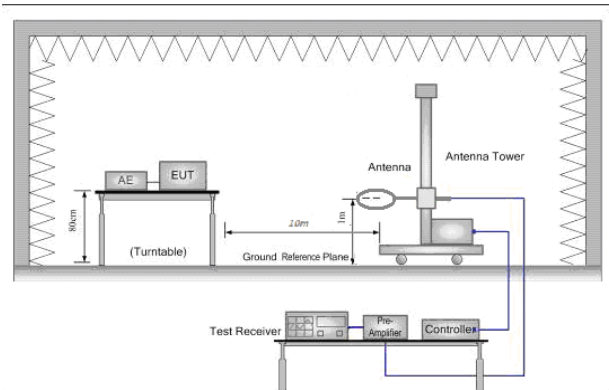 Antenna Tower
Antenna
AE
EUT
80cm
(Turntable)
10m
1m
Ground Reference Plane
Test Receiver
Pre-
Amplifier
Controller